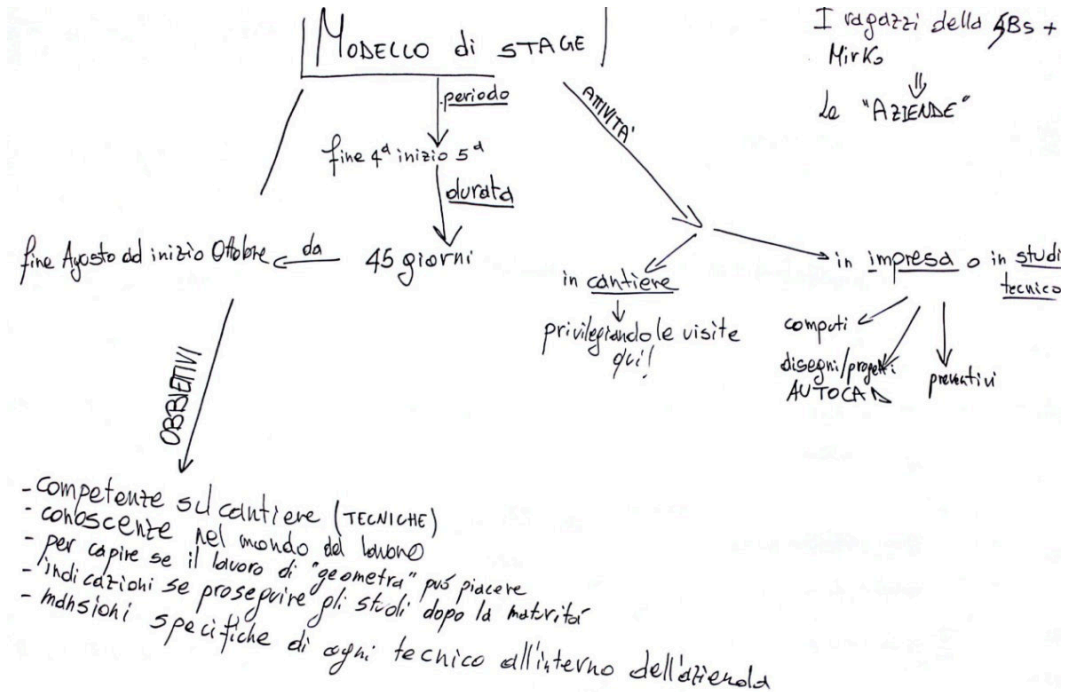 MODELLO di STAGE
I ragazzi della 5Bs +
Mirko
le "AZIENDE"
periodo
ATTIVITA'
fine 4ª inizio 5ª
durata
fine Agosto ad inizio Ottobre
da
45 giorni
in cantiere
in impresa o in studi
tecnico
privilegiando le visite
qui!
computi
disegni/progetti
AUTOCAD
preventivi
OBBIETTIVI
- competenze sul cantiere (TECNICHE)
- conoscenze nel mondo del lavoro
- per capire se il lavoro di "geometra" può piacere
- indicazioni se proseguire gli studi dopo la maturità
- mansioni specifiche di ogni tecnico all'interno dell'azienda